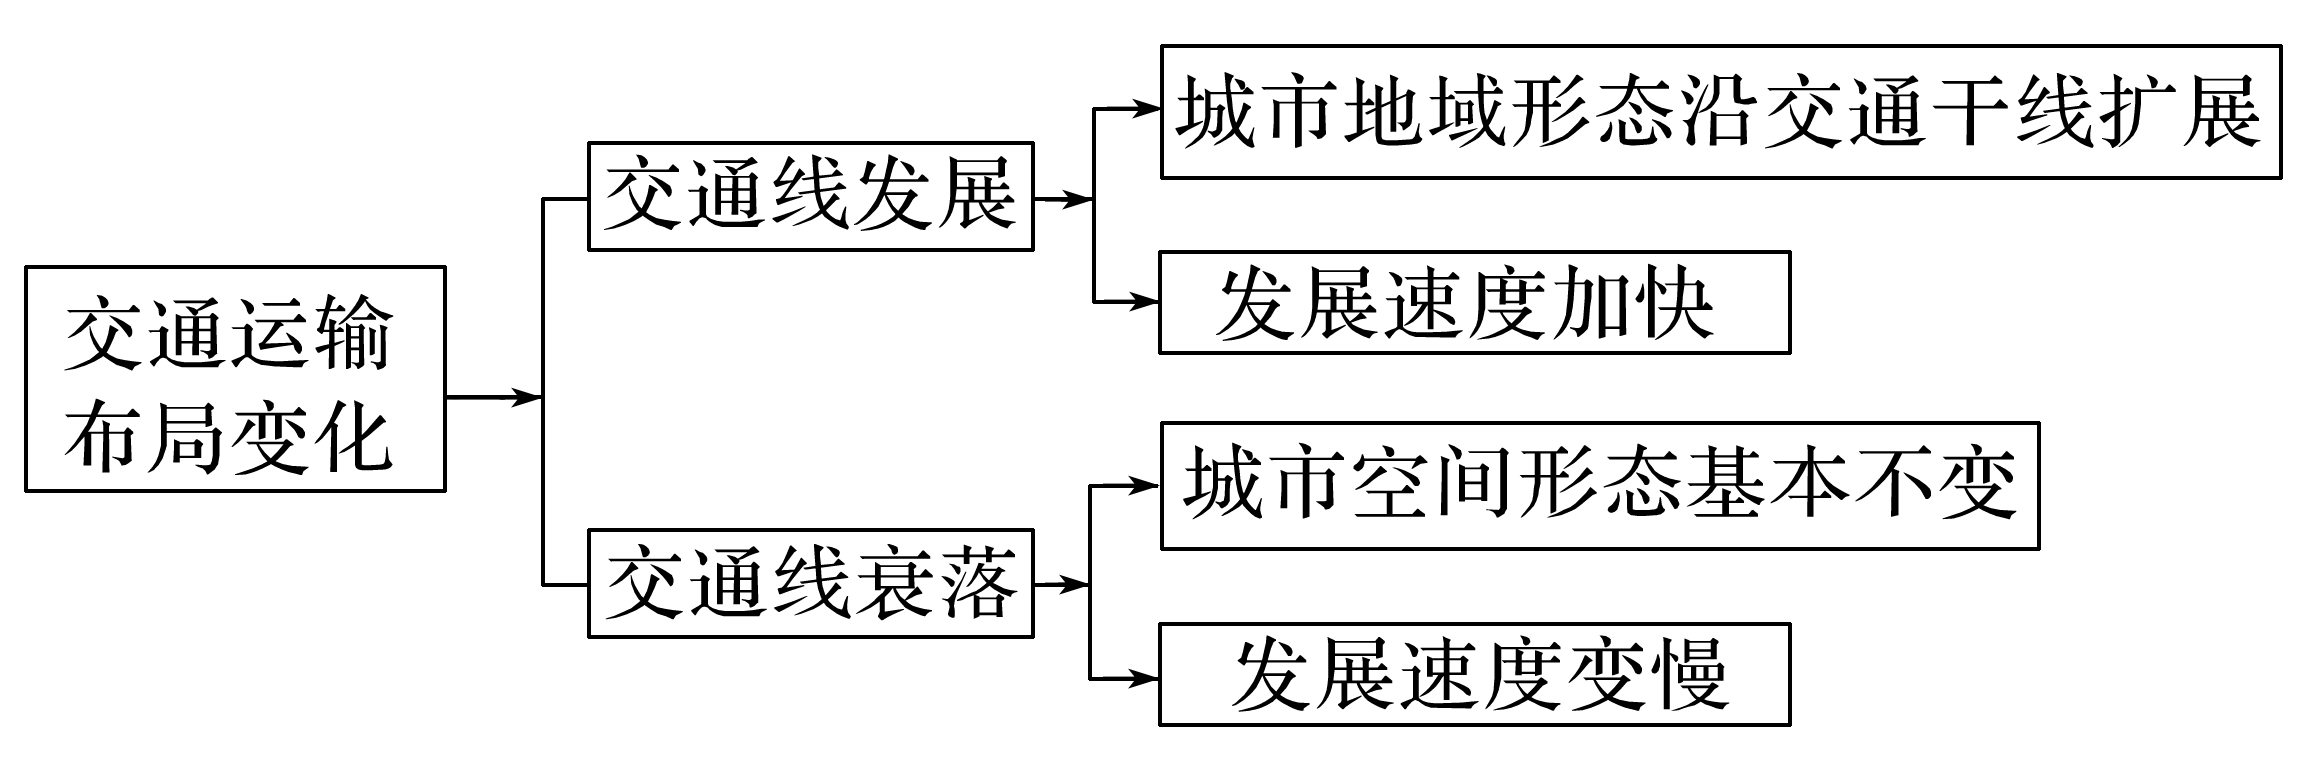 交通运输
布局变化
交通线发展
城市地域形态沿交通干线扩展
发展速度加快
交通线衰落
城市空间形态基本不变
发展速度变慢